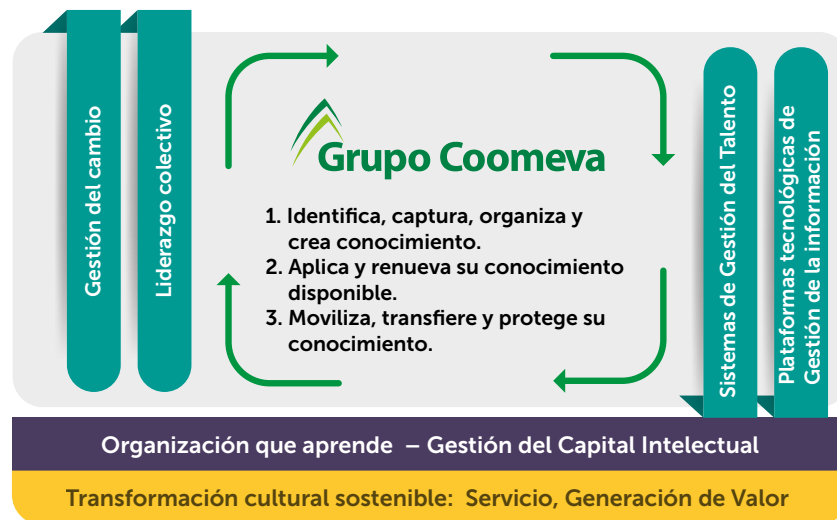 Gestión del cambio
Liderazgo colectivo
Grupo Coomeva
1. Identifica, captura, organiza y
crea conocimiento.
2. Aplica y renueva su conocimiento
disponible.
3. Moviliza, transfiere y protege su
conocimiento.
Sistemas de Gestión del Talento
Plataformas tecnológicas de
Gestión de la información
Organización que aprende – Gestión del Capital Intelectual
Transformación cultural sostenible: Servicio, Generación de Valor